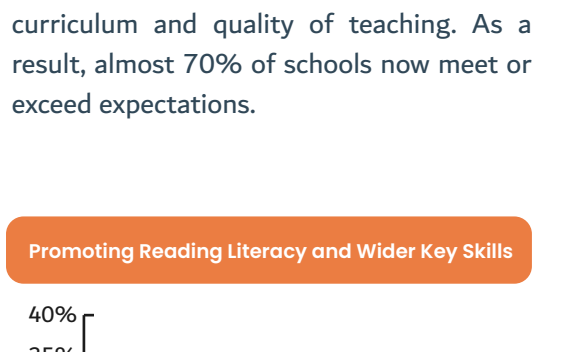 curriculum and quality of teaching. As a
result, almost 70% of schools now meet or
exceed expectations.
Promoting Reading Literacy and Wider Key Skills
40%
35%